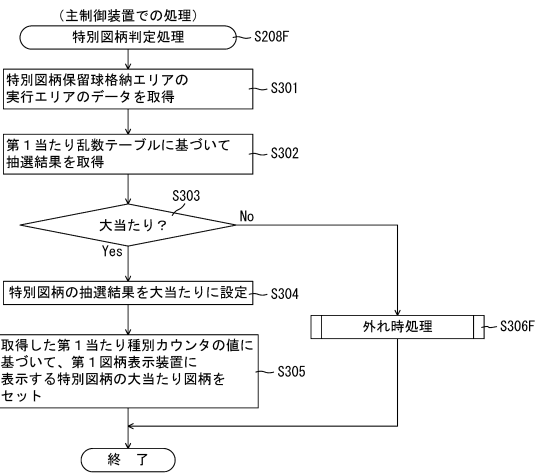 (主制御装置での処理)
特別図柄判定処理
S208F
特別図柄保留球格納エリアの
実行エリアのデータを取得
S301
第1当たり乱数テーブルに基づいて
抽選結果を取得
S302
S303
大当たり?
No
Yes
特別図柄の抽選結果を大当たりに設定
S304
外れ時処理
S306F
取得した第1当たり種別カウンタの値に
基づいて、第1図柄表示装置に
表示する特別図柄の大当たり図柄を
セット
S305
終 了